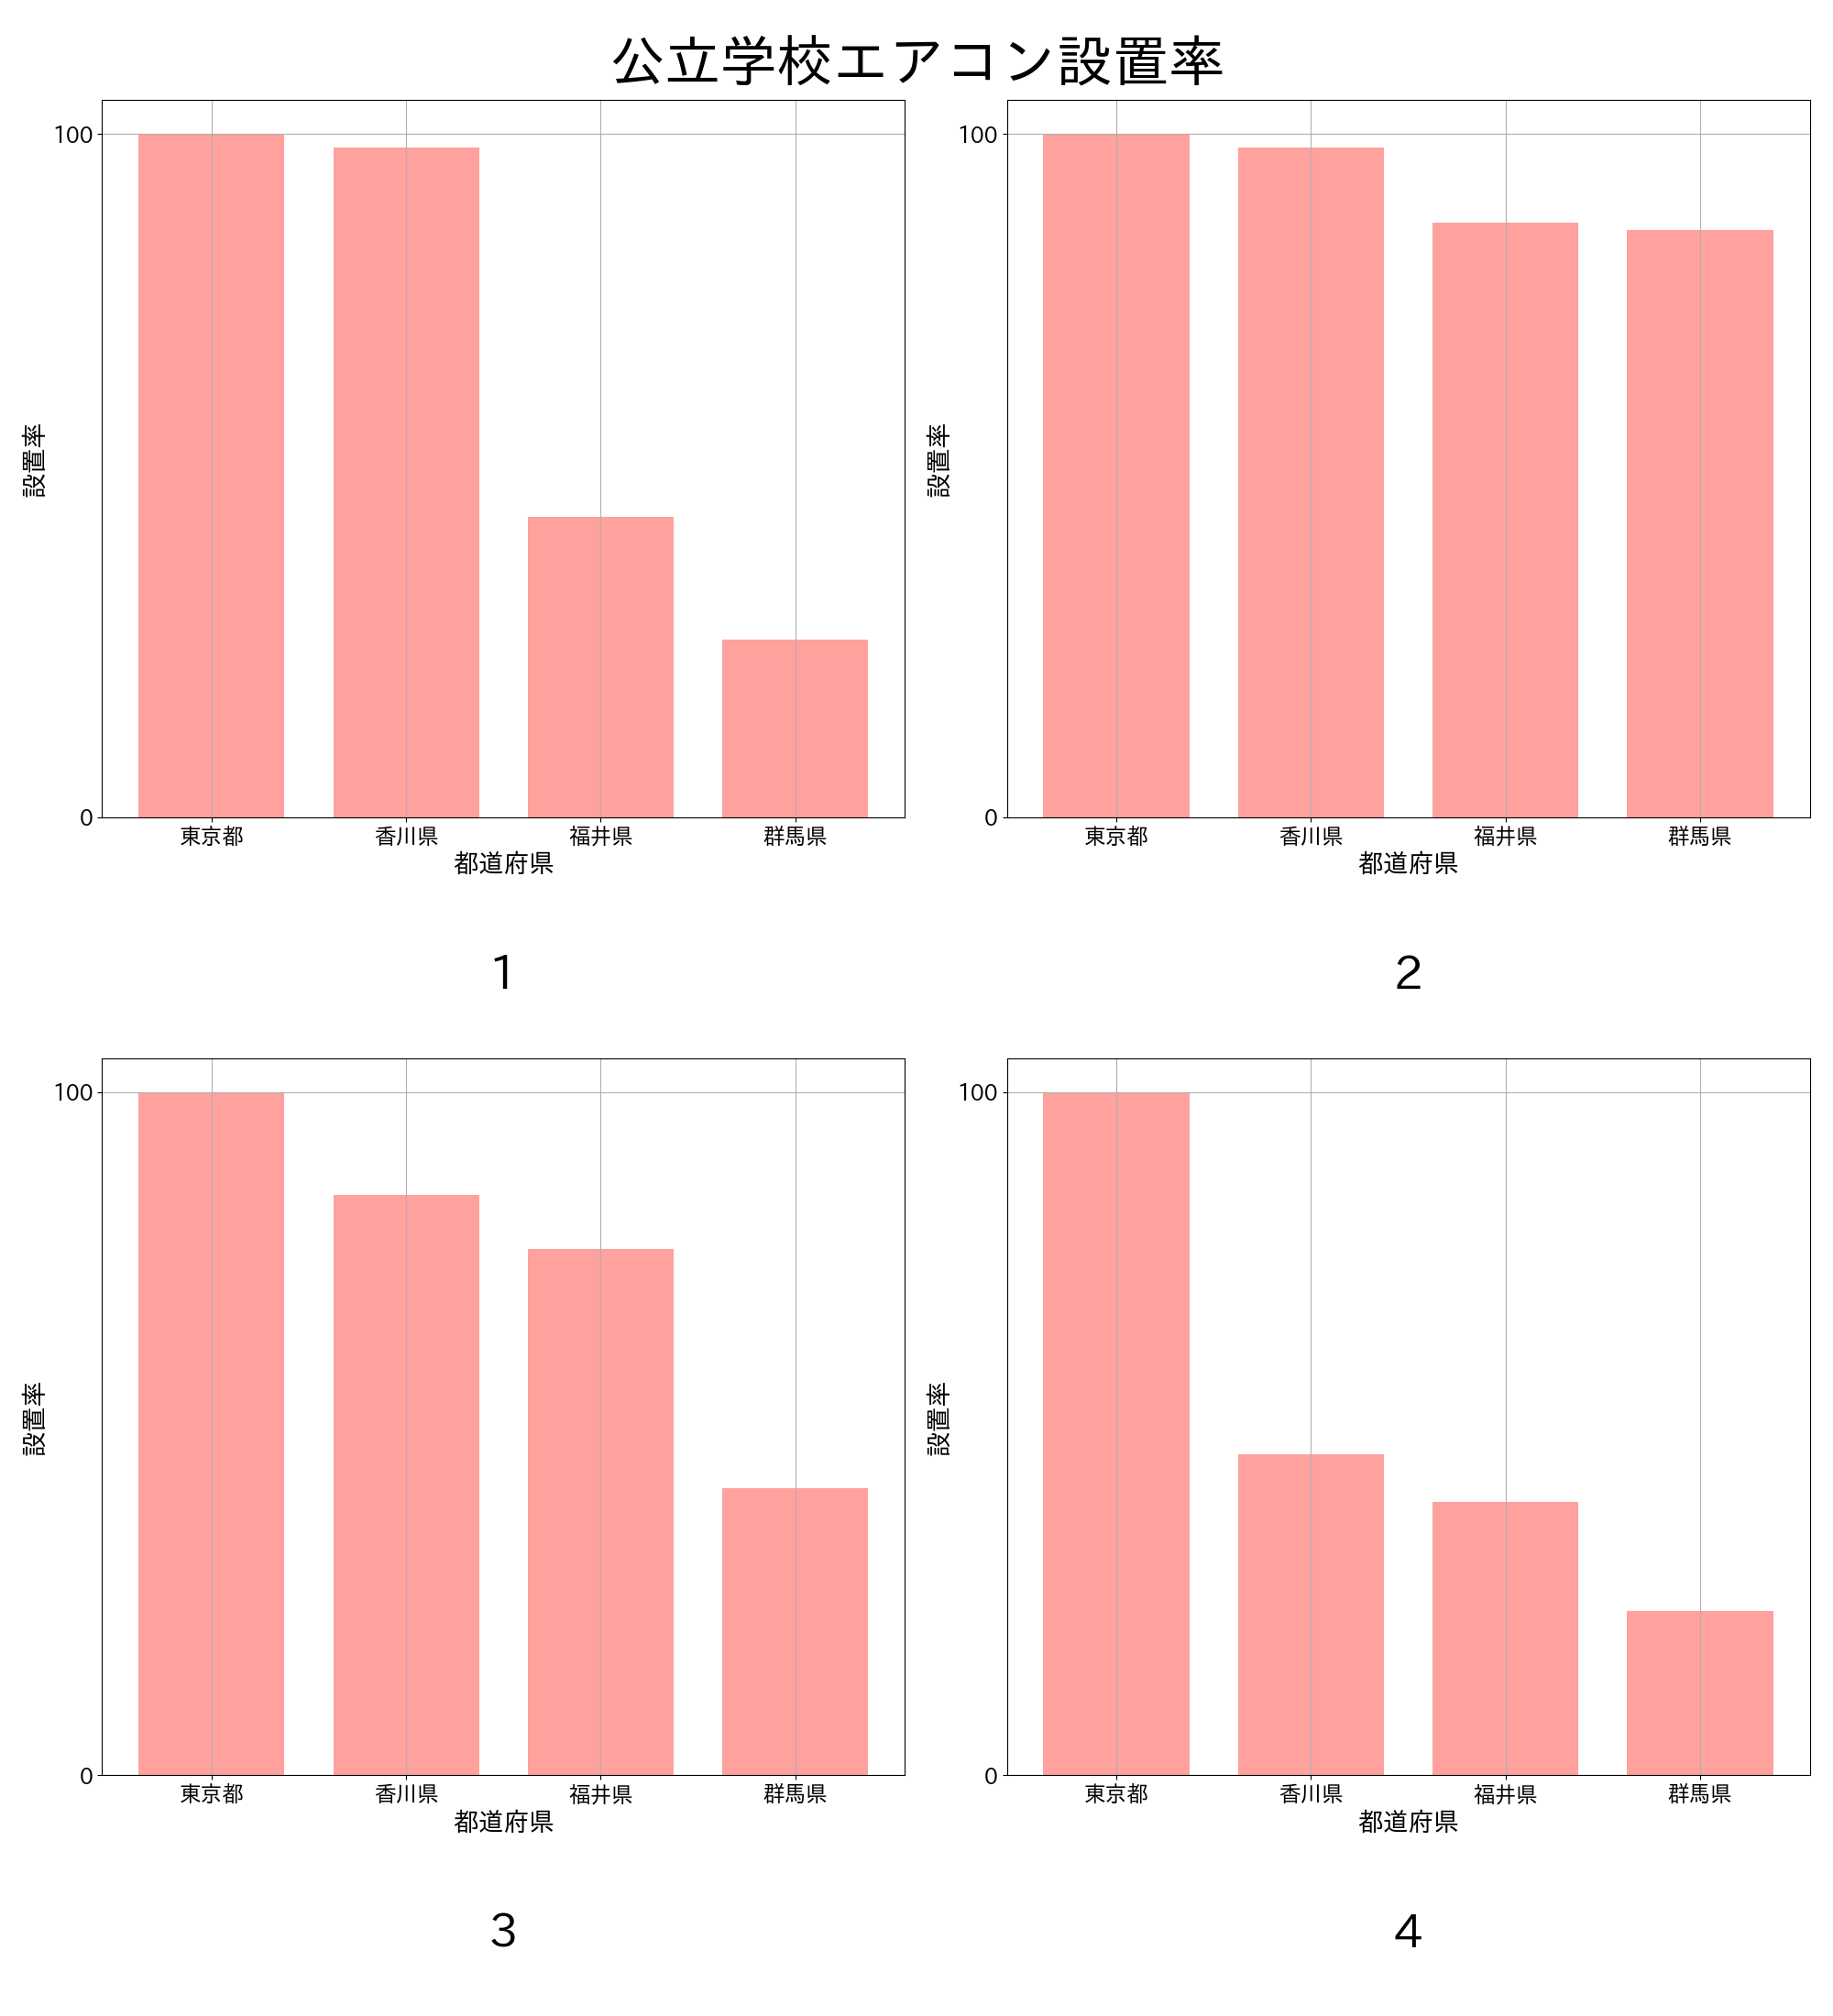 公立学校エアコン設置率
100
設置率
0
東京都 香川県 福井県 群馬県
都道府県
1
100
設置率
0
東京都 香川県 福井県 群馬県
都道府県
2
100
設置率
0
東京都 香川県 福井県 群馬県
都道府県
3
100
設置率
0
東京都 香川県 福井県 群馬県
都道府県
4